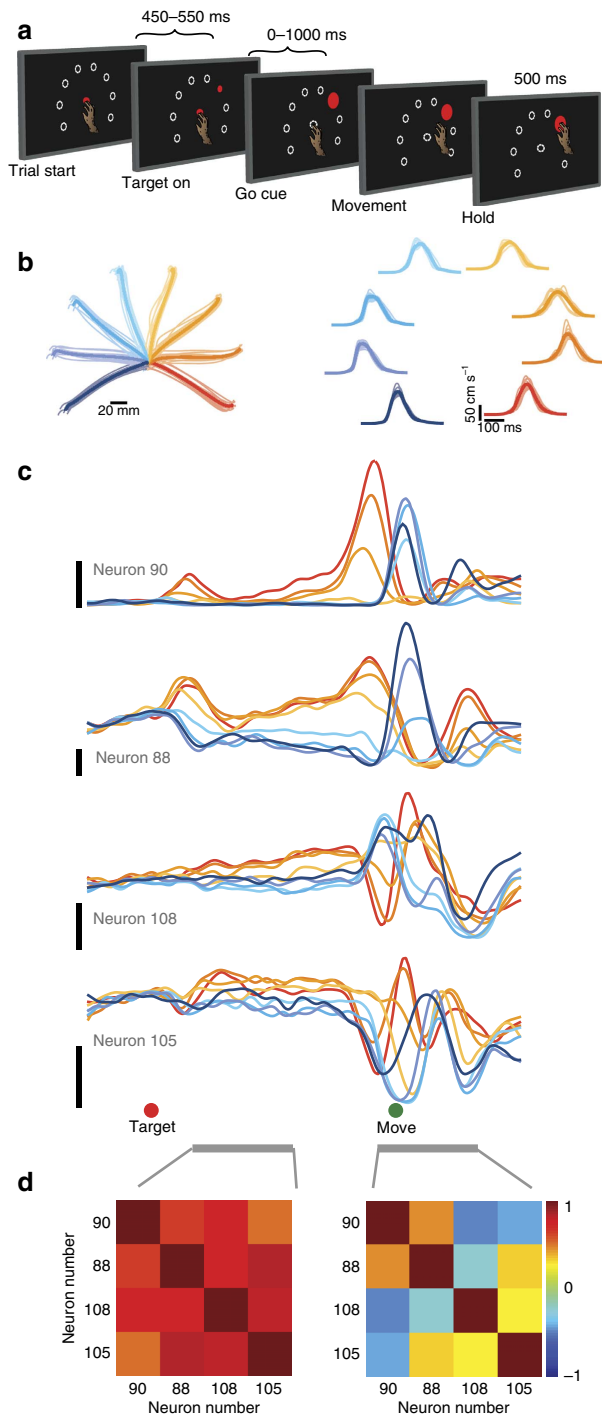 a
450–550 ms
0–1000 ms
500 ms
Trial start
Target on
Go cue
Movement
Hold
b
20 mm
50 cm s⁻¹
100 ms
c
Neuron 90
Neuron 88
Neuron 108
Neuron 105
Target
Move
d
Neuron number
90
88
108
105
90 88 108 105
Neuron number
90
88
108
105
90 88 108 105
Neuron number
1
0
−1